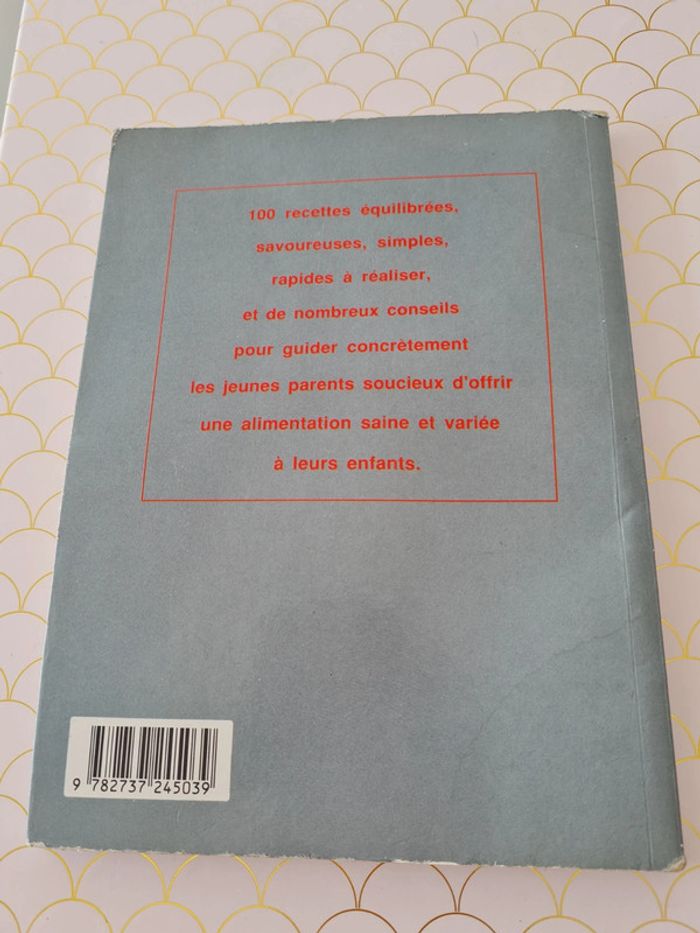 100 recettes équilibrées,
savoureuses, simples,
rapides à réaliser,
et de nombreux conseils
pour guider concrètement
les jeunes parents soucieux d'offrir
une alimentation saine et variée
à leurs enfants.
9 782737 245039